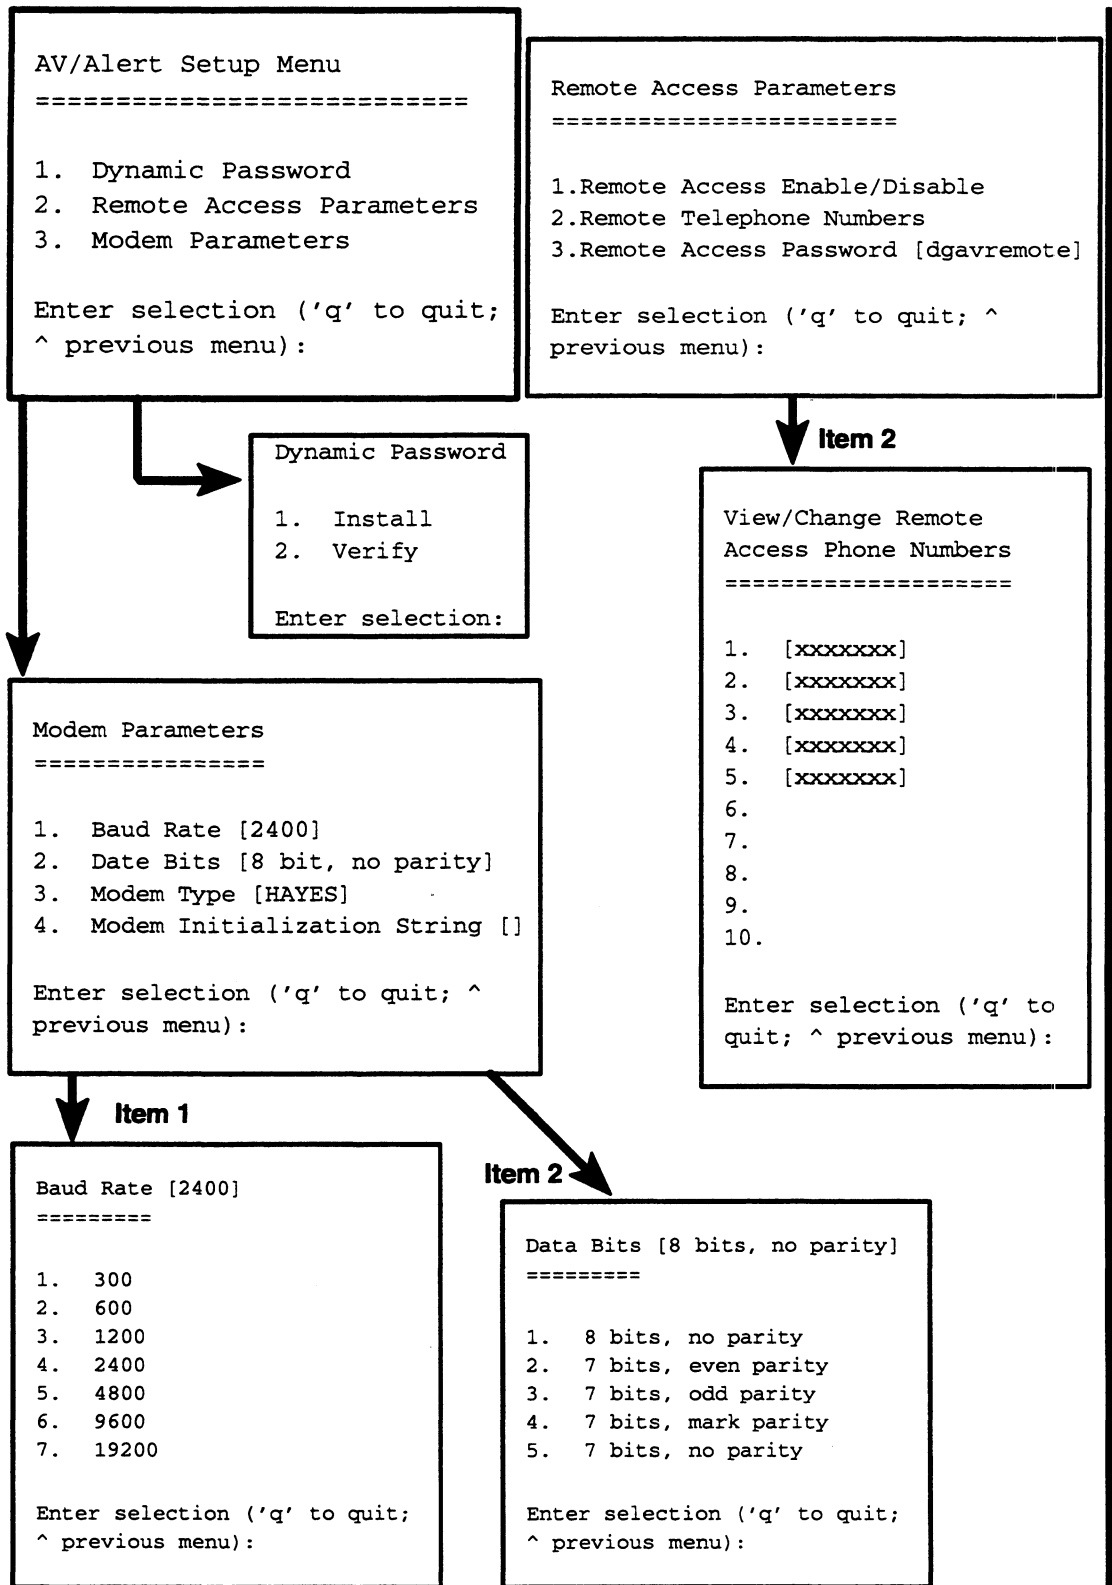 AV/Alert Setup Menu
===========================
1. Dynamic Password
2. Remote Access Parameters
3. Modem Parameters
Enter selection ('q' to quit;
^ previous menu):
Remote Access Parameters
========================
1.Remote Access Enable/Disable
2.Remote Telephone Numbers
3.Remote Access Password [dgavremote]
Enter selection ('q' to quit; ^
previous menu):
Dynamic Password
1. Install
2. Verify
Enter selection:
Item 2
View/Change Remote
Access Phone Numbers
=====================
1. [xxxxxxx]
2. [xxxxxxx]
3. [xxxxxxx]
4. [xxxxxxx]
5. [xxxxxxx]
6.
7.
8.
9.
10.
Enter selection ('q' to
quit; ^ previous menu):
Modem Parameters
================
1. Baud Rate [2400]
2. Date Bits [8 bit, no parity]
3. Modem Type [HAYES]
4. Modem Initialization String []
Enter selection ('q' to quit; ^
previous menu):
Item 1
Baud Rate [2400]
=========
1. 300
2. 600
3. 1200
4. 2400
5. 4800
6. 9600
7. 19200
Enter selection ('q' to quit;
^ previous menu):
Item 2
Data Bits [8 bits, no parity]
=========
1. 8 bits, no parity
2. 7 bits, even parity
3. 7 bits, odd parity
4. 7 bits, mark parity
5. 7 bits, no parity
Enter selection ('q' to quit;
^ previous menu):